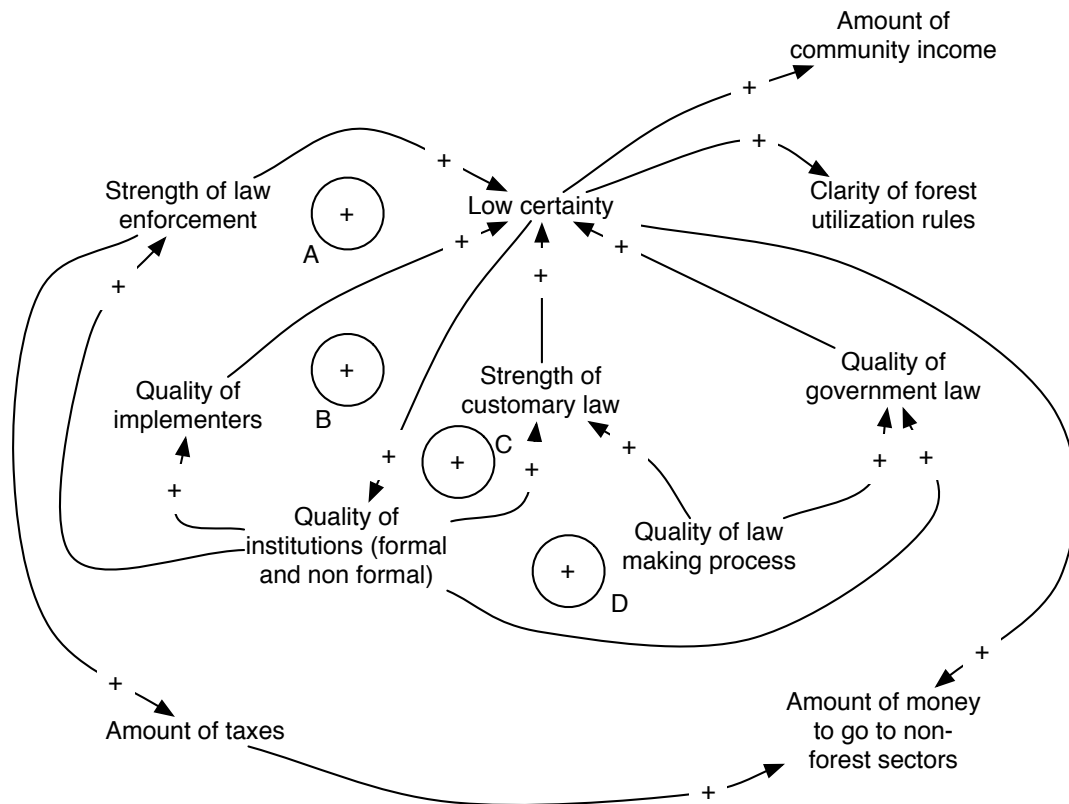 Amount of
community income
+
+
+
Strength of law
enforcement
+
A
Low certainty
Clarity of forest
utilization rules
+
+
+
+
+
B
Quality of
implementers
Strength of
customary law
Quality of
government law
+
+
C
+
+
+
+
+
Quality of
institutions (formal
and non formal)
Quality of law
making process
+
D
+
+
Amount of taxes
Amount of money
to go to non-
forest sectors
+